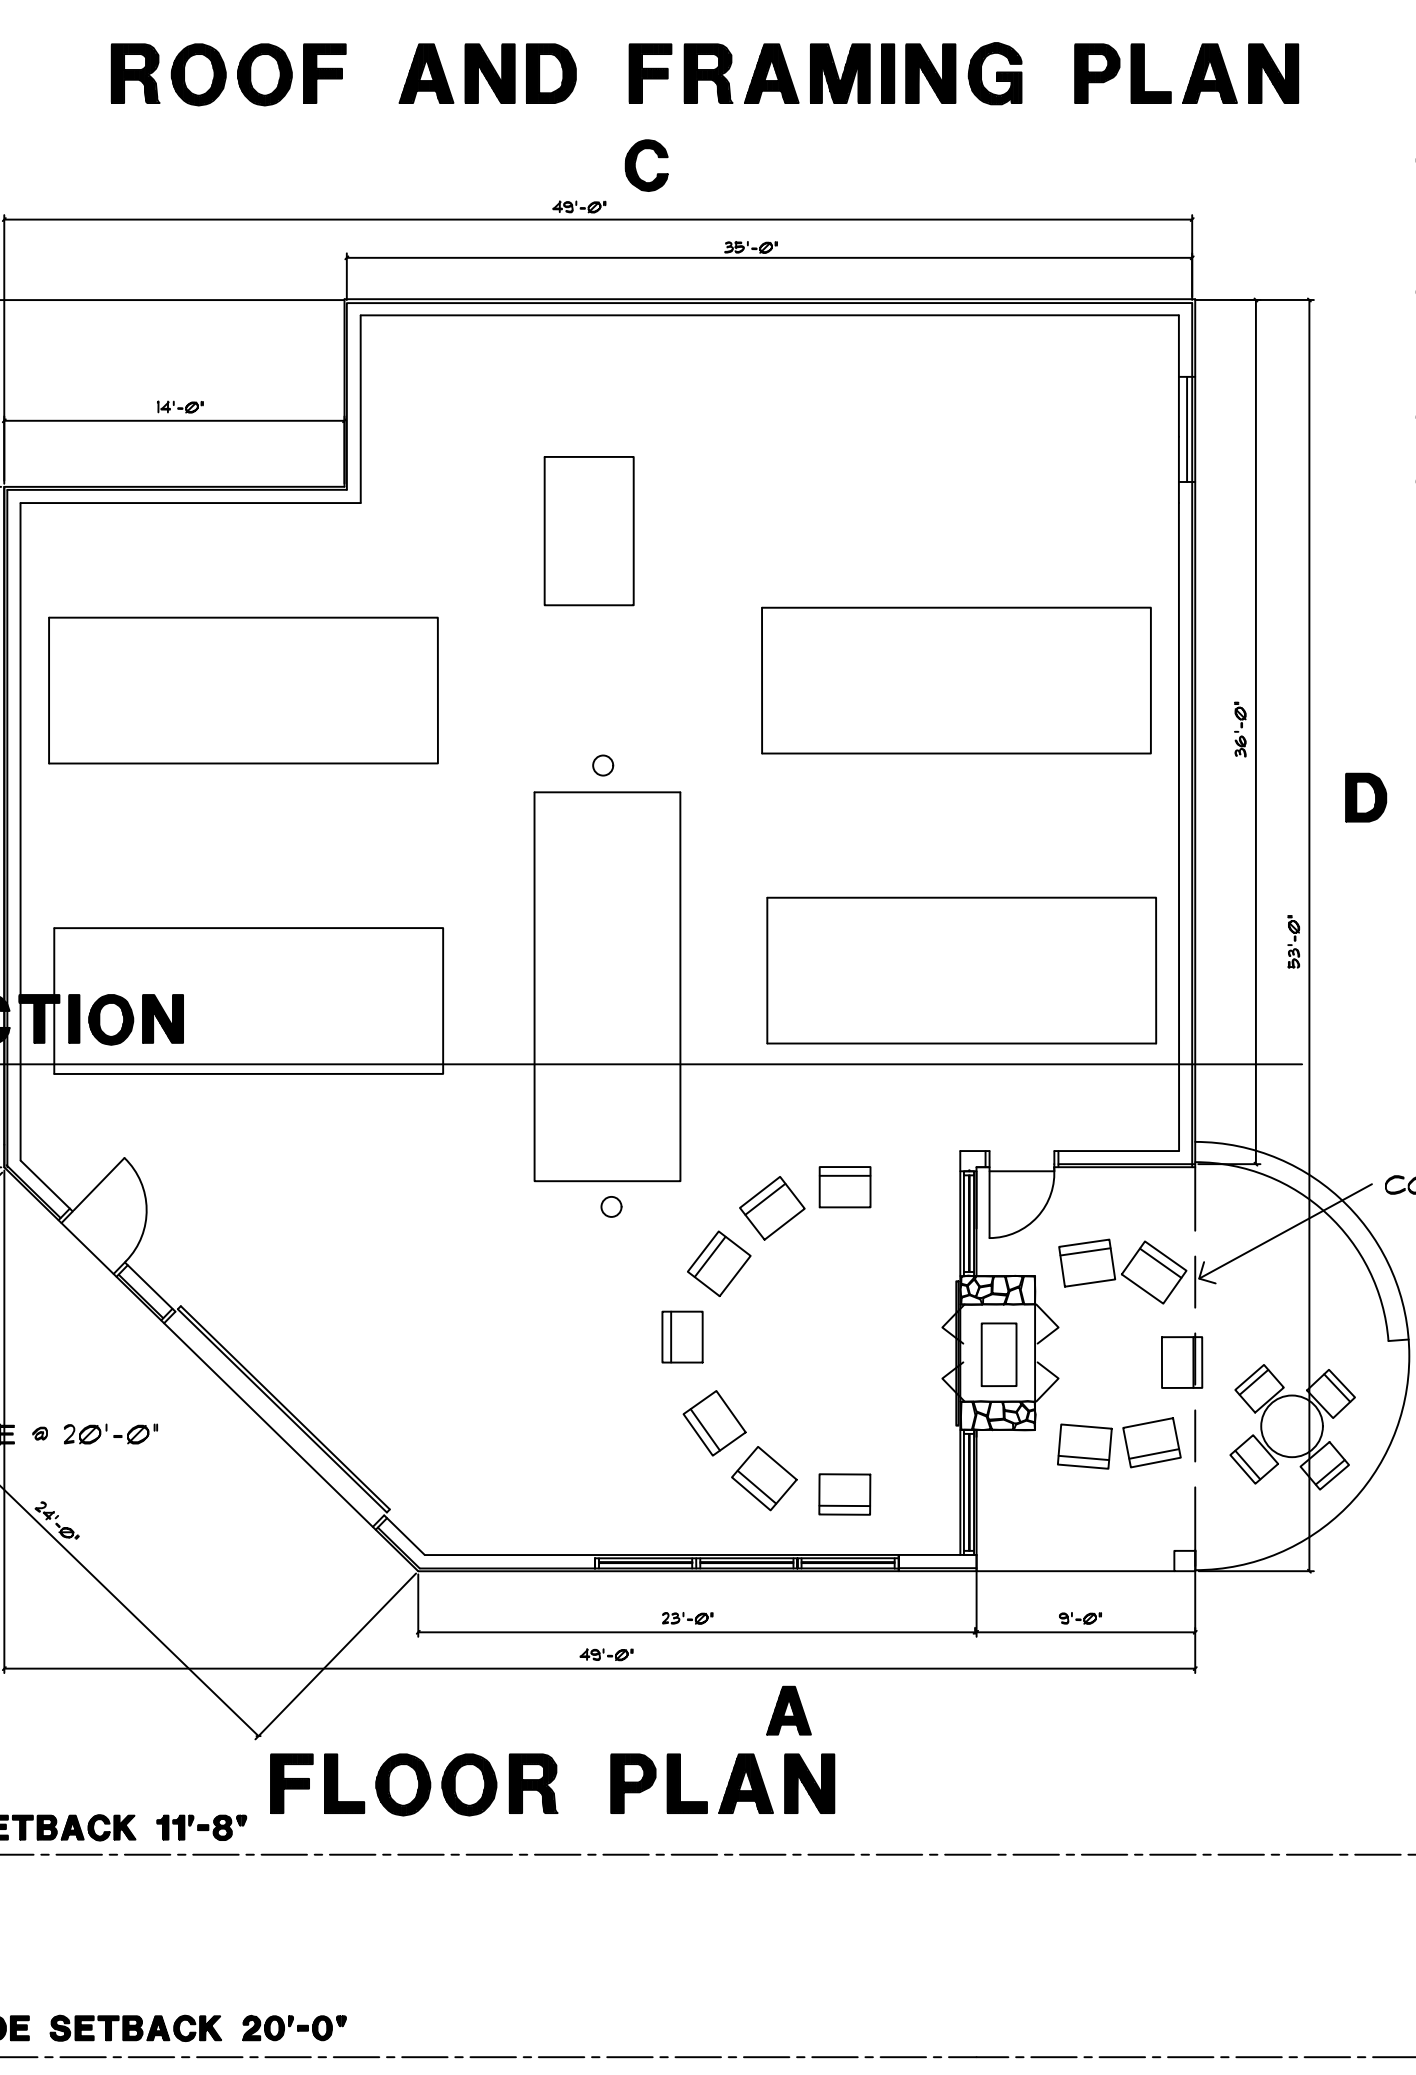 ROOF AND FRAMING PLAN
C
49'-0"
35'-0"
14'-0"
36'-0"
D
53'-0"
CTION
CO
E @ 20'-0"
24'-0"
23'-0"
9'-0"
49'-0"
A
FLOOR PLAN
ETBACK 11'-8"
DE SETBACK 20'-0"